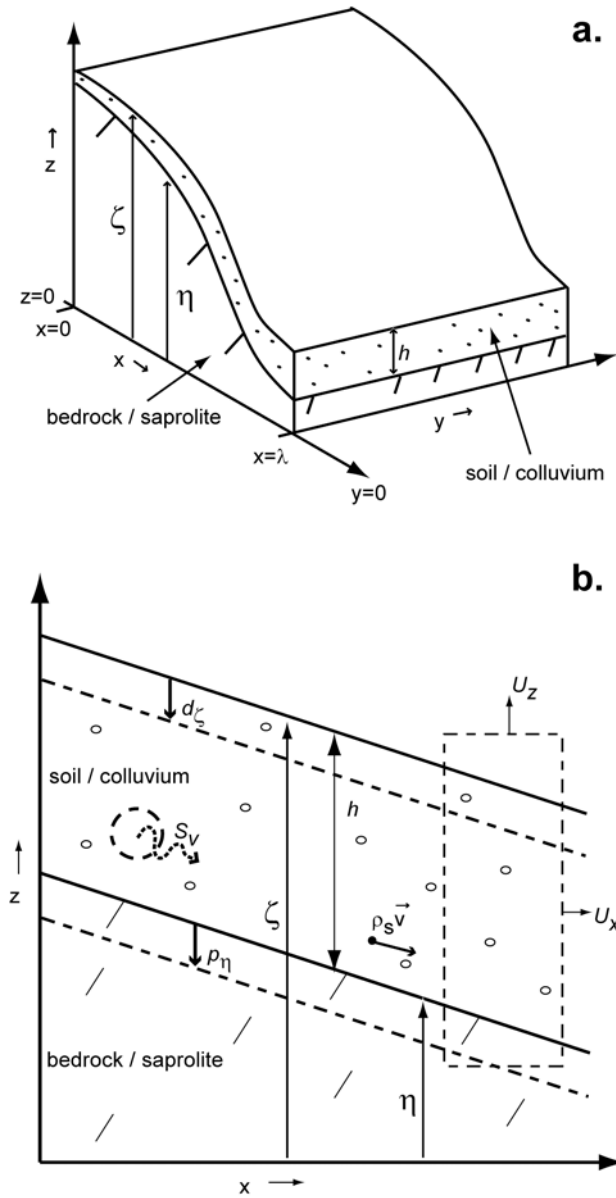 a.
z
ζ
η
z=0
x=0
x
bedrock / saprolite
h
y
x=λ
y=0
soil / colluvium
b.
U_z
d_ζ
soil / colluvium
h
S_v
z
ζ
ρ_s v⃗
U_x
p_η
bedrock / saprolite
η
x